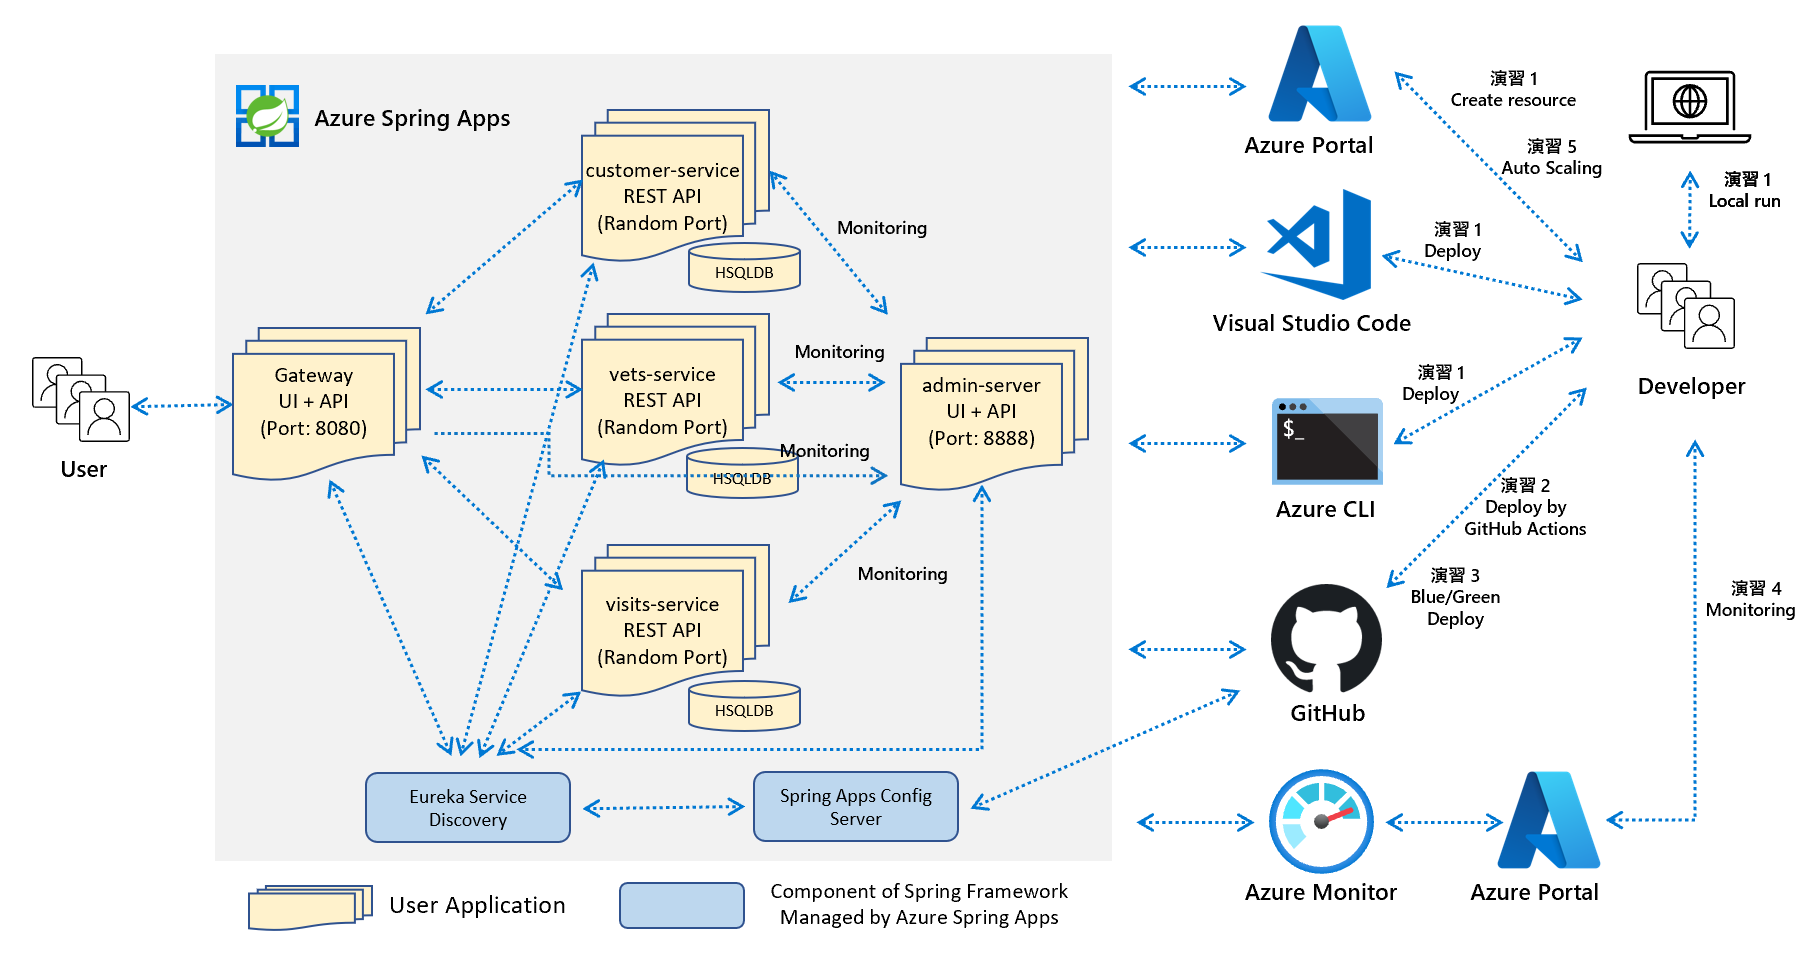 Azure Spring Apps
customer-service
REST API
(Random Port)
HSQLDB
Monitoring
Gateway
UI + API
(Port: 8080)
vets-service
REST API
(Random Port)
HSQLDB
Monitoring
Monitoring
admin-server
UI + API
(Port: 8888)
User
visits-service
REST API
(Random Port)
HSQLDB
Monitoring
Eureka Service
Discovery
Spring Apps Config
Server
User Application
Component of Spring Framework
Managed by Azure Spring Apps
Azure Portal
演習 1
Create resource
演習 5
Auto Scaling
演習 1
Local run
Visual Studio Code
演習 1
Deploy
Developer
$_
Azure CLI
演習 1
Deploy
演習 2
Deploy by
GitHub Actions
演習 3
Blue/Green
Deploy
GitHub
演習 4
Monitoring
Azure Monitor
Azure Portal